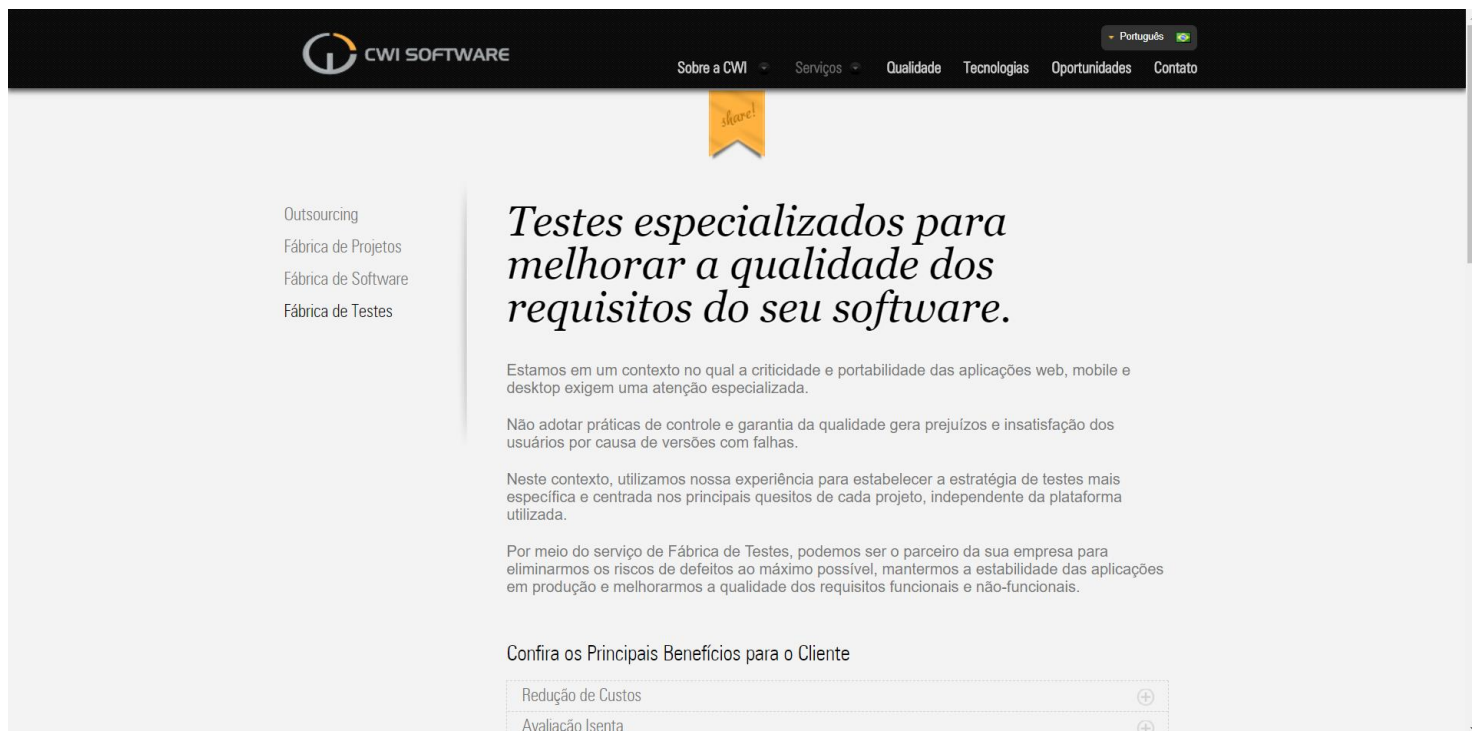 CWI SOFTWARE
Português
Sobre a CWI Serviços Qualidade Tecnologias Oportunidades Contato
share!
Outsourcing
Fábrica de Projetos
Fábrica de Software
Fábrica de Testes
Testes especializados para
melhorar a qualidade dos
requisitos do seu software.
Estamos em um contexto no qual a criticidade e portabilidade das aplicações web, mobile e
desktop exigem uma atenção especializada.
Não adotar práticas de controle e garantia da qualidade gera prejuízos e insatisfação dos
usuários por causa de versões com falhas.
Neste contexto, utilizamos nossa experiência para estabelecer a estratégia de testes mais
específica e centrada nos principais quesitos de cada projeto, independente da plataforma
utilizada.
Por meio do serviço de Fábrica de Testes, podemos ser o parceiro da sua empresa para
eliminarmos os riscos de defeitos ao máximo possível, mantermos a estabilidade das aplicações
em produção e melhorarmos a qualidade dos requisitos funcionais e não-funcionais.
Confira os Principais Benefícios para o Cliente
Redução de Custos
Avaliação Isenta